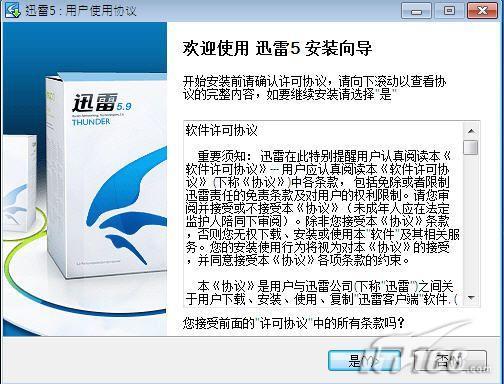 迅雷5：用户使用协议
欢迎使用 迅雷5 安装向导
开始安装前请确认许可协议，请向下滚动以查看协
议的完整内容，如要继续安装请选择"是"
迅雷5.9
THUNDER
软件许可协议
重要须知：迅雷在此特别提醒用户认真阅读本《
软件许可协议》--用户应认真阅读本《软件许可协
议》(下称《协议》)中各条款，包括免除或者限制
迅雷责任的免责条款及对用户的权利限制。请您审
阅并接受或不接受本《协议》（未成年人应在法定
监护人陪同下审阅）。除非您接受本《协议》条款
，否则您无权下载、安装或使用本"软件"及其相关服
务。您的安装使用行为将视为对本《协议》的接受
，并同意接受本《协议》各项条款的约束。
本《协议》是用户与迅雷公司(下称"迅雷")之间关
于用户下载、安装、使用、复制"迅雷客户端"软件.(
您接受前面的"许可协议"中的所有条款吗？
是(Y)>
否(N)
IT168.com